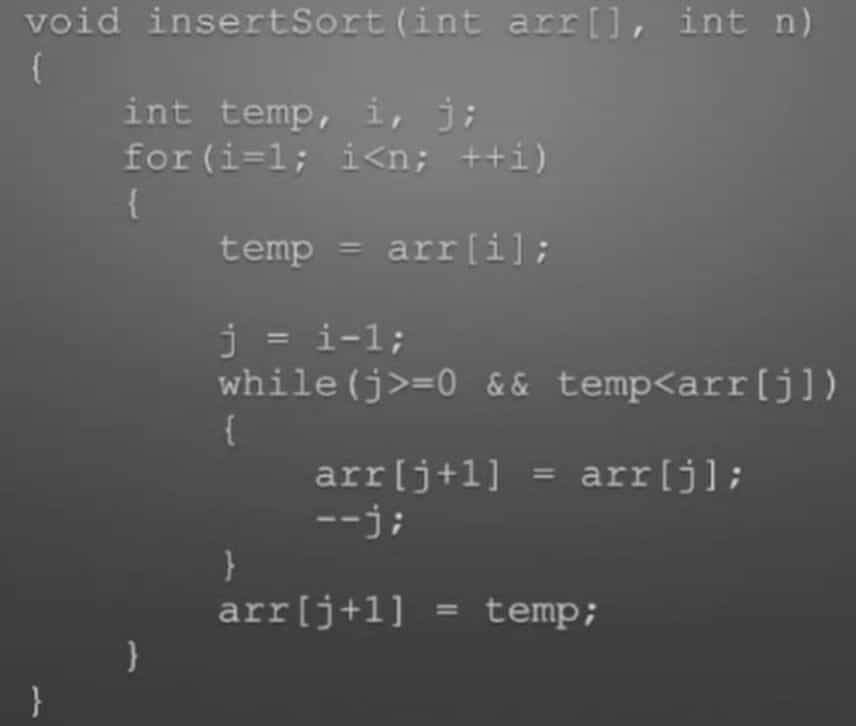 void insertSort(int arr[], int n)
{
int temp, i, j;
for(i=1; i<n; ++i)
{
temp = arr[i];
j = i-1;
while(j>=0 && temp<arr[j])
{
arr[j+1] = arr[j];
--j;
}
arr[j+1] = temp;
}
}